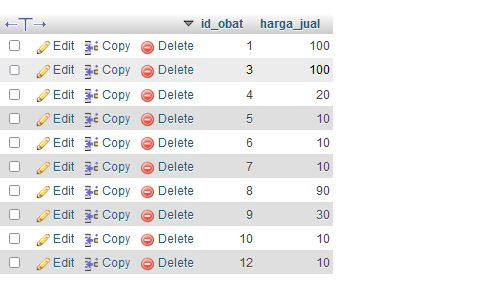 id_obat harga_jual
Edit Copy Delete 1 100
Edit Copy Delete 3 100
Edit Copy Delete 4 20
Edit Copy Delete 5 10
Edit Copy Delete 6 10
Edit Copy Delete 7 10
Edit Copy Delete 8 90
Edit Copy Delete 9 30
Edit Copy Delete 10 10
Edit Copy Delete 12 10